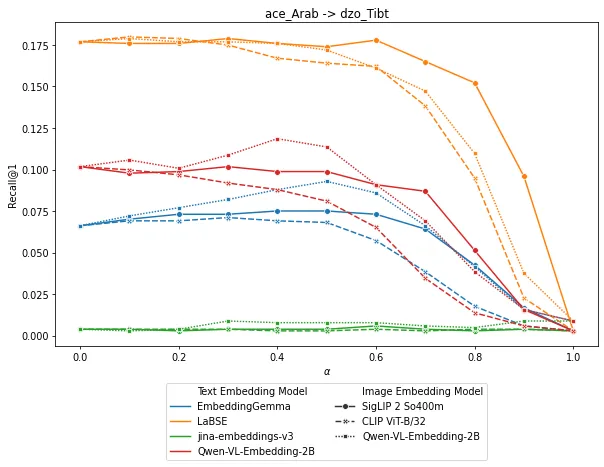 ace_Arab -> dzo_Tibt
0.175
0.150
0.125
0.100
0.075
0.050
0.025
0.000
Recall@1
0.0 0.2 0.4 0.6 0.8 1.0
α
Text Embedding Model Image Embedding Model
EmbeddingGemma SigLIP 2 So400m
LaBSE CLIP ViT-B/32
jina-embeddings-v3 Qwen-VL-Embedding-2B
Qwen-VL-Embedding-2B